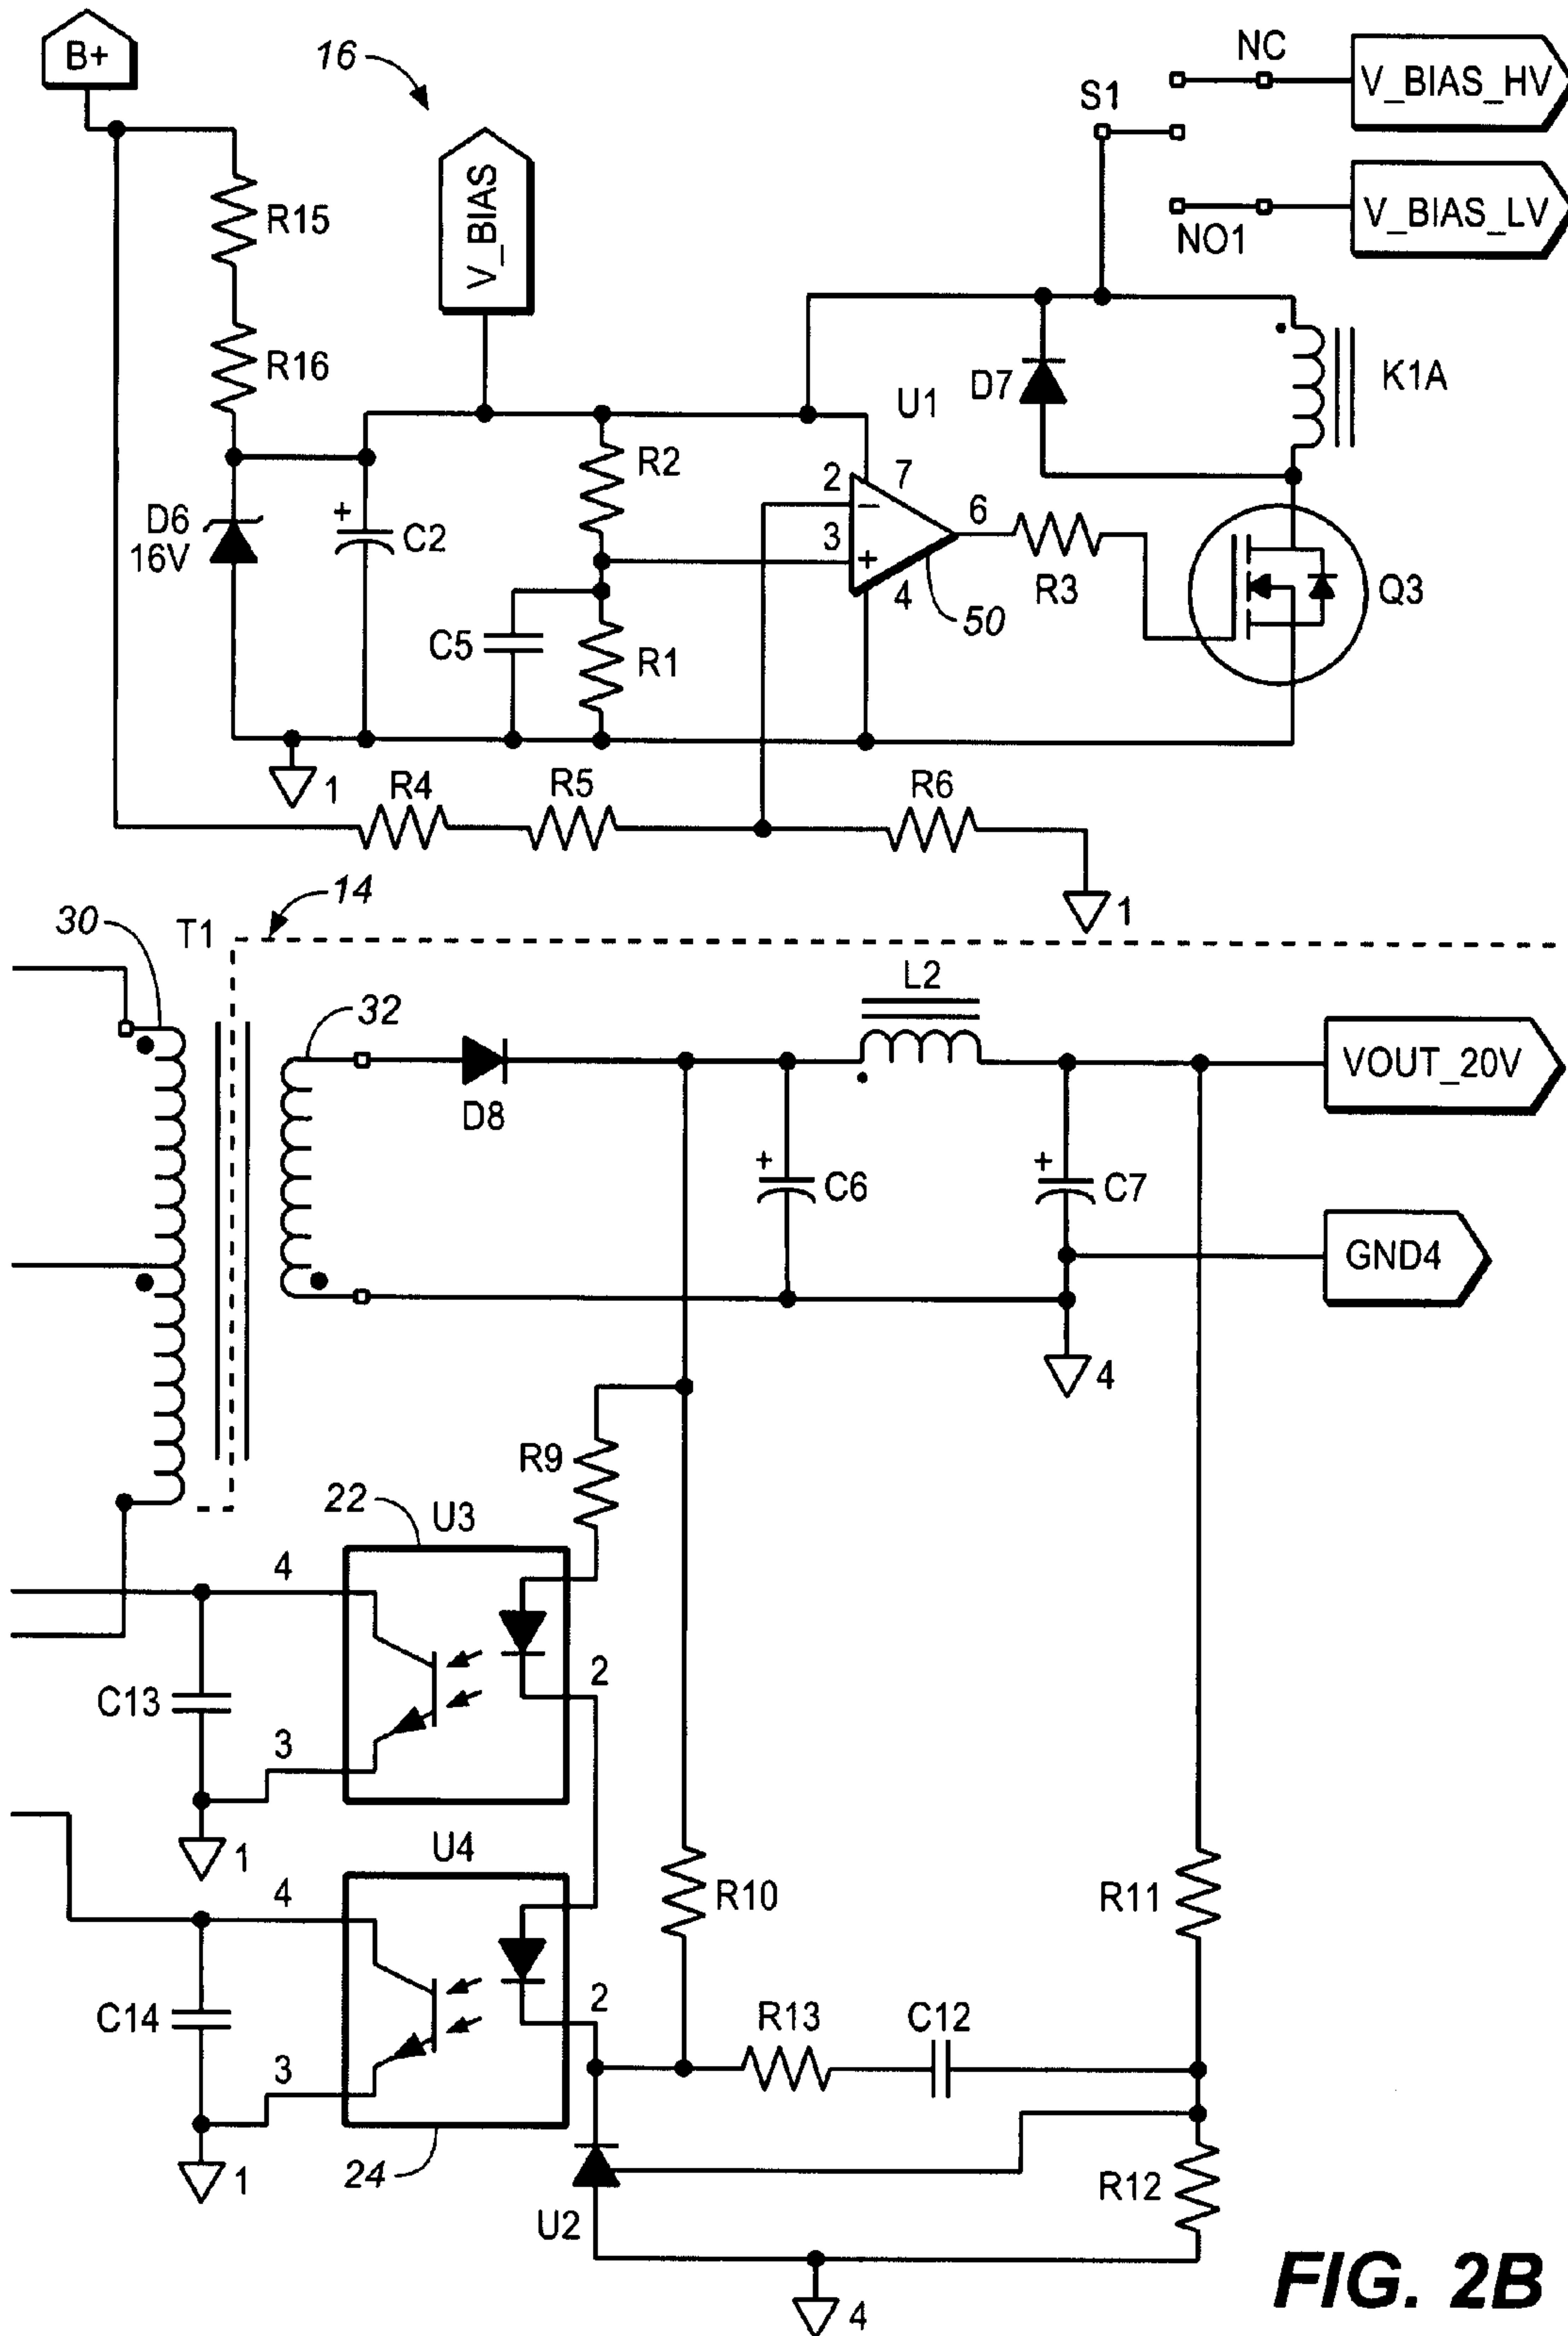 B+
16
NC
V_BIAS_HV
S1
V_BIAS
R15
NO1
V_BIAS_LV
R16
D7
K1A
U1
R2
2
7
D6
16V
+
C2
3
−
+
6
4
R3
Q3
C5
R1
50
1
R4
R5
R6
1
14
30
T1
L2
32
VOUT_20V
D8
+
C6
+
C7
GND4
4
R9
22
U3
4
2
C13
3
1
U4
4
R10
R11
2
C14
R13
C12
3
1
24
U2
R12
4
FIG. 2B